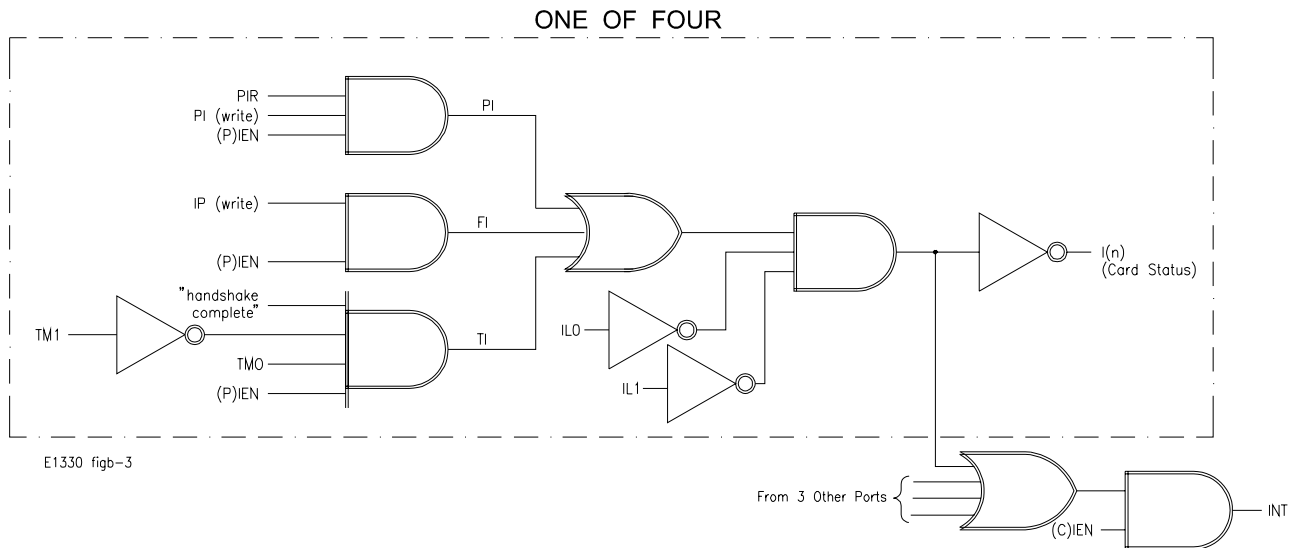 ONE OF FOUR
PIR
PI (write)
(P)IEN
PI
IP (write)
FI
(P)IEN
"handshake
complete"
TM1
TM0
(P)IEN
TI
IL0
IL1
I(n)
(Card Status)
E1330 figb-3
From 3 Other Ports
(C)IEN
INT